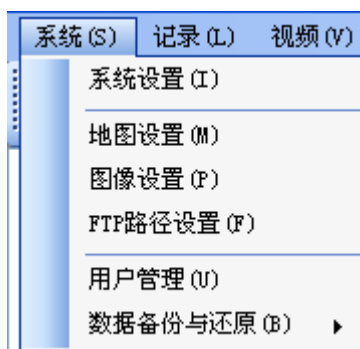 系统(S) 记录(L) 视频(V)
系统设置(I)
地图设置(M)
图像设置(P)
FTP路径设置(F)
用户管理(U)
数据备份与还原(B)